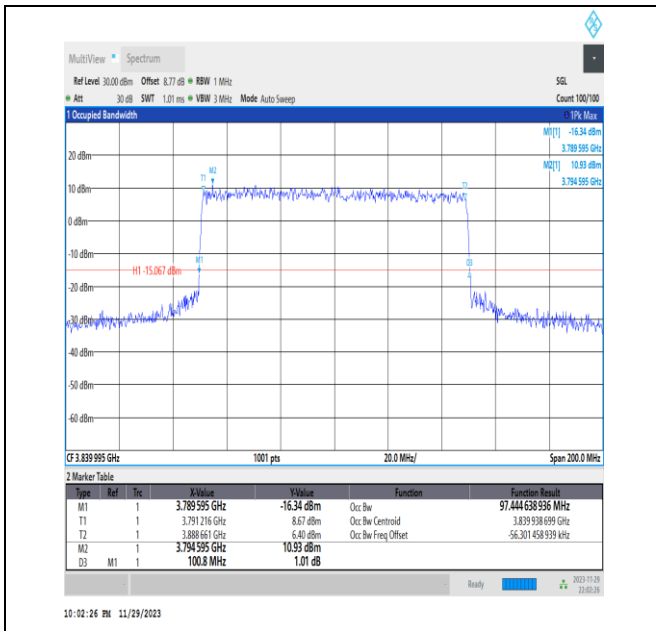 MultiView Spectrum
Ref Level 30.00 dBm Offset 8.77 dB RBW 1 MHz SGL
Att 30 dB SWT 1.01 ms VBW 3 MHz Mode Auto Sweep Count 100/100
1 Occupied Bandwidth 1Pk Max
M1[1] -16.34 dBm
3.789 595 GHz
20 dBm
M2[1] 10.93 dBm
3.794 595 GHz
T1 M2 T2
10 dBm
0 dBm
-10 dBm
M1 D3
H1 -15.067 dBm
-20 dBm
-30 dBm
-40 dBm
-50 dBm
-60 dBm
CF 3.839 995 GHz 1001 pts 20.0 MHz/ Span 200.0 MHz
2 Marker Table
Type Ref Trc X-Value Y-Value Function Function Result
M1 1 3.789 595 GHz -16.34 dBm Occ Bw 97.444 638 936 MHz
T1 1 3.791 216 GHz 8.67 dBm Occ Bw Centroid 3.839 938 699 GHz
T2 1 3.888 661 GHz 6.40 dBm Occ Bw Freq Offset -56.301 458 939 kHz
M2 1 3.794 595 GHz 10.93 dBm
D3 M1 1 100.8 MHz 1.01 dB
Ready 2023-11-29
22:02:26
10:02:26 PM 11/29/2023